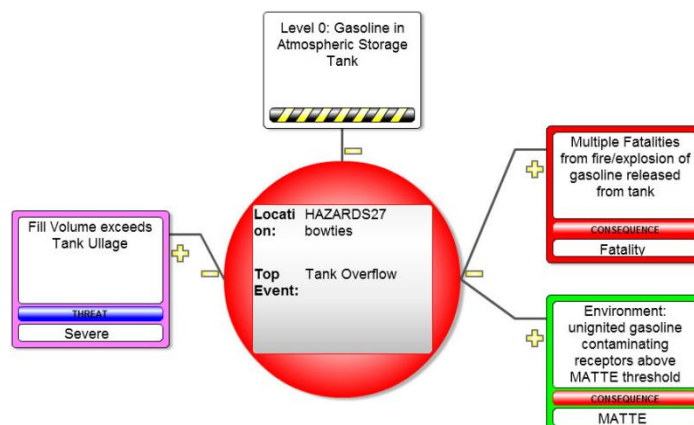 Level 0: Gasoline in
Atmospheric Storage
Tank
Fill Volume exceeds
Tank Ullage
THREAT
Severe
Locati HAZARDS27
on: bowties
Top Tank Overflow
Event:
Multiple Fatalities
from fire/explosion of
gasoline released
from tank
CONSEQUENCE
Fatality
Environment:
unignited gasoline
contaminating
receptors above
MATTE threshold
CONSEQUENCE
MATTE